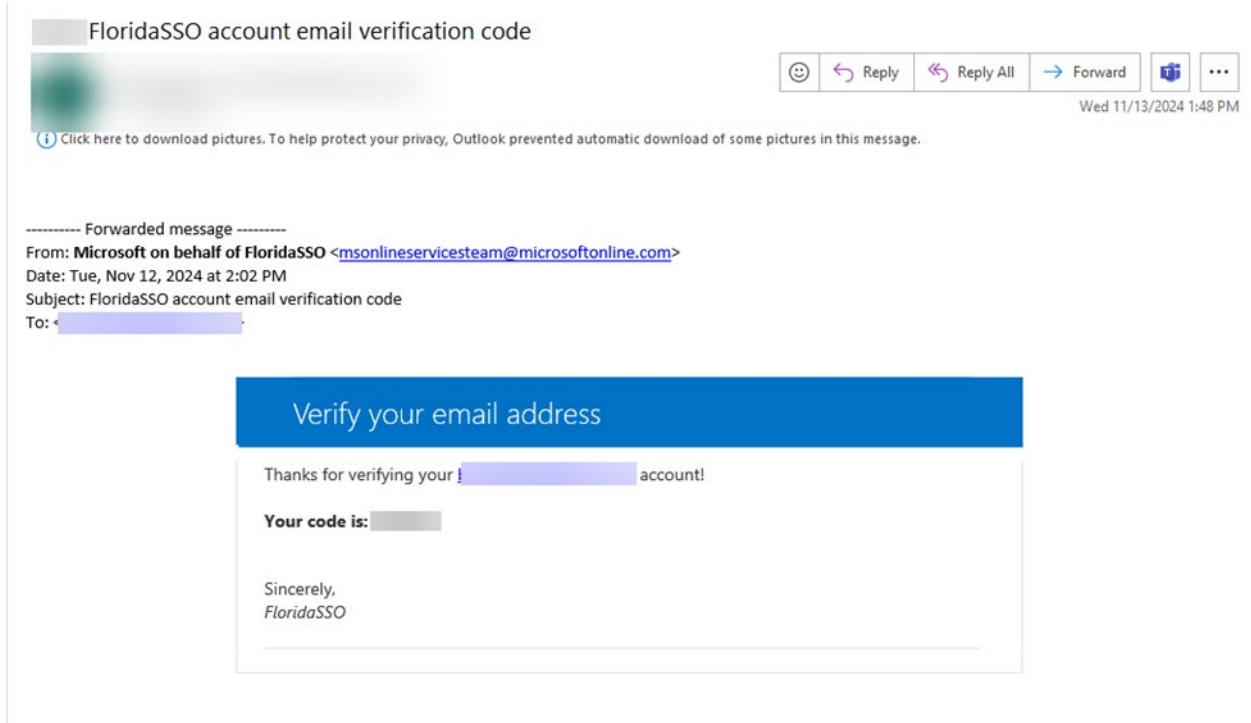 FloridaSSO account email verification code
Reply
Reply All
Forward
Wed 11/13/2024 1:48 PM
Click here to download pictures. To help protect your privacy, Outlook prevented automatic download of some pictures in this message.
---------- Forwarded message ---------
From: Microsoft on behalf of FloridaSSO <msonlineservicesteam@microsoftonline.com>
Date: Tue, Nov 12, 2024 at 2:02 PM
Subject: FloridaSSO account email verification code
To: <
Verify your email address
Thanks for verifying your account!
Your code is:
Sincerely,
FloridaSSO